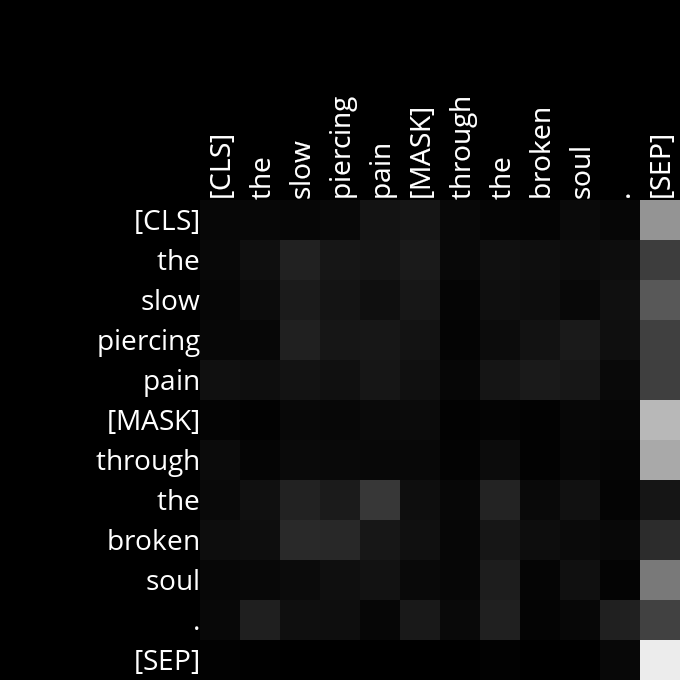 [CLS] the slow piercing pain [MASK] through the broken soul . [SEP]
[CLS]
the
slow
piercing
pain
[MASK]
through
the
broken
soul
.
[SEP]